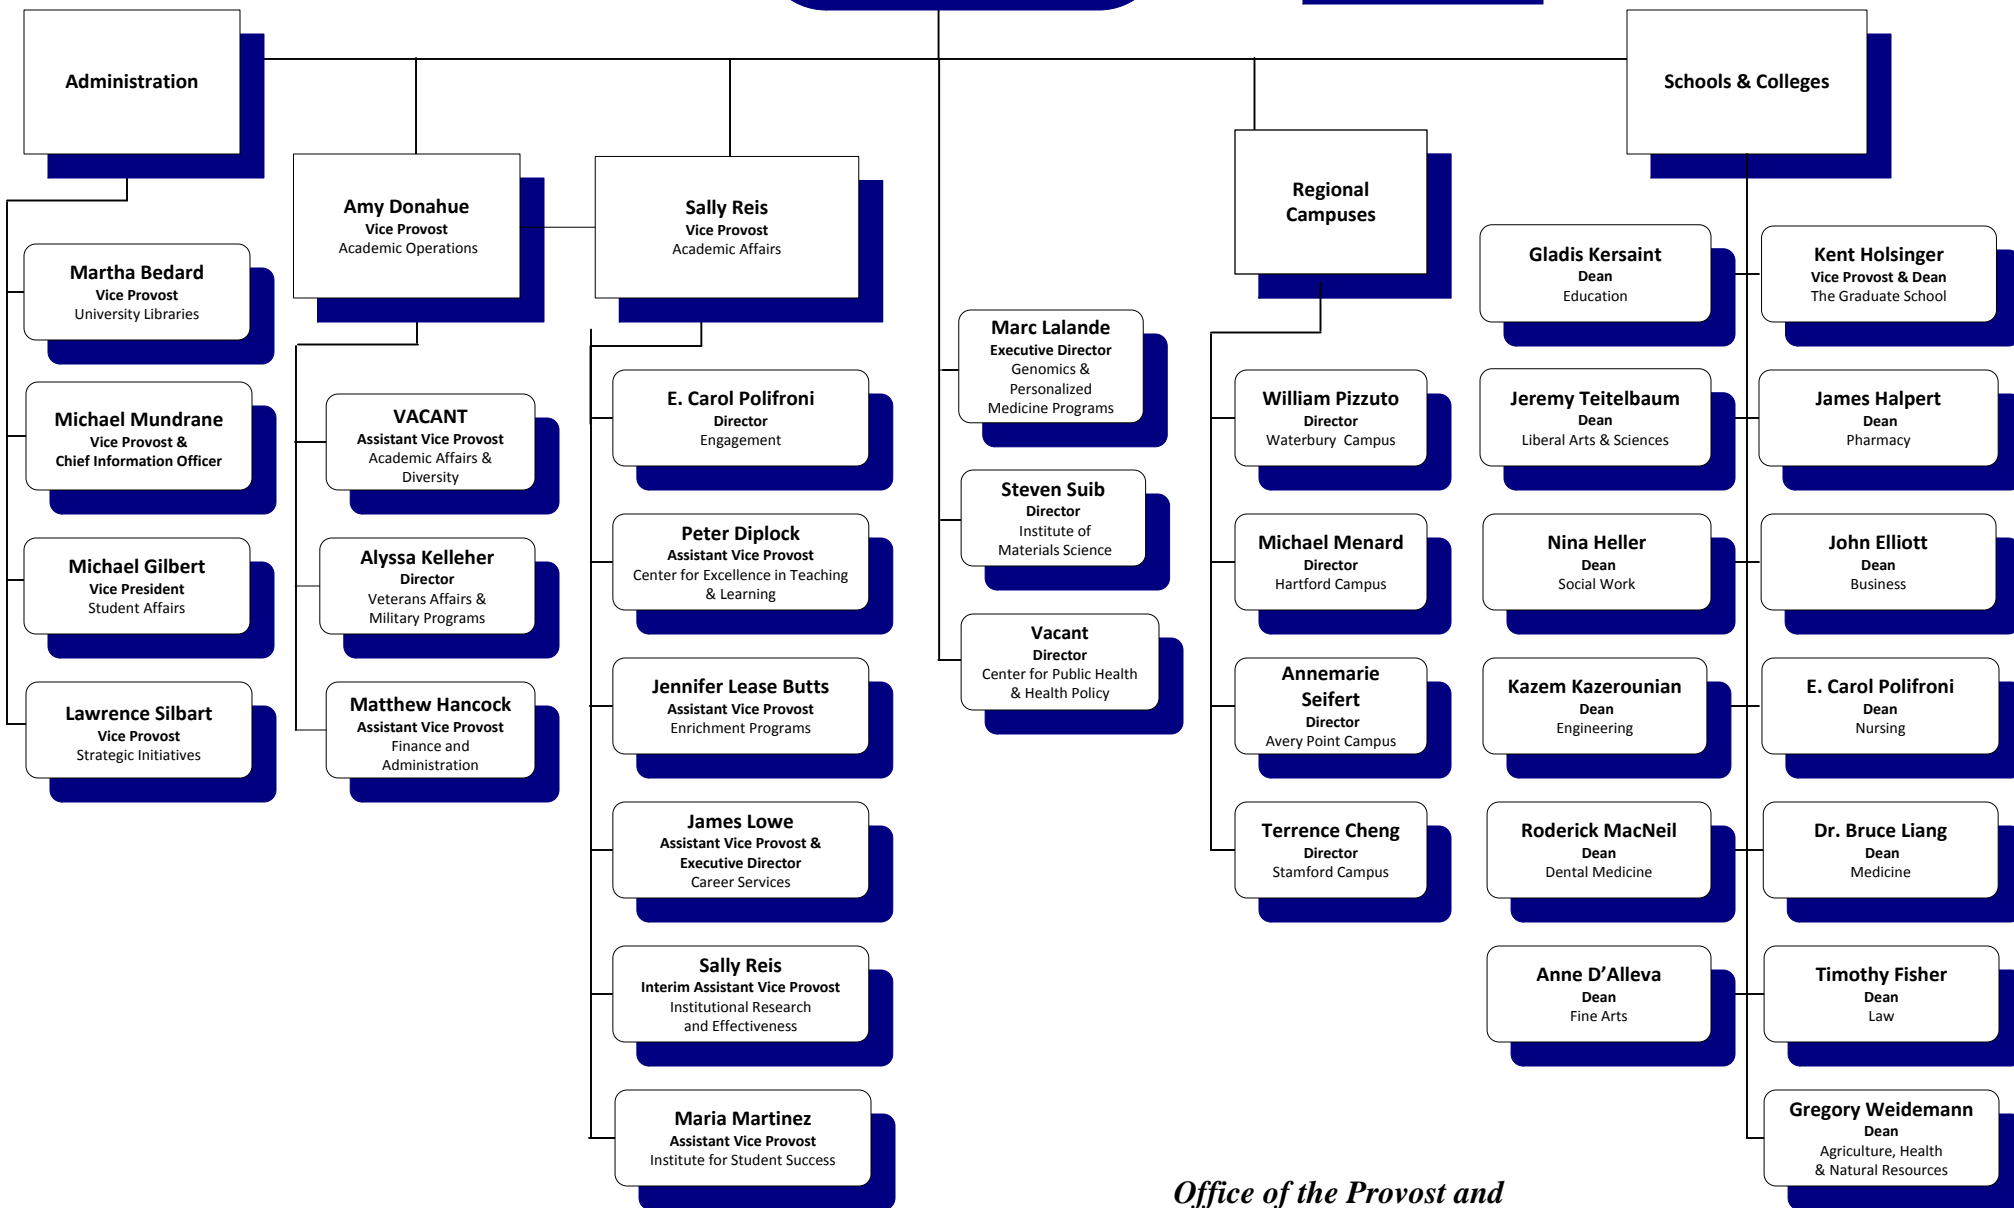 Administration
Schools & Colleges
Amy Donahue
Vice Provost
Academic Operations
Sally Reis
Vice Provost
Academic Affairs
Regional
Campuses
Martha Bedard
Vice Provost
University Libraries
Michael Mundrane
Vice Provost &
Chief Information Officer
Michael Gilbert
Vice President
Student Affairs
Lawrence Silbart
Vice Provost
Strategic Initiatives
VACANT
Assistant Vice Provost
Academic Affairs &
Diversity
Alyssa Kelleher
Director
Veterans Affairs &
Military Programs
Matthew Hancock
Assistant Vice Provost
Finance and
Administration
E. Carol Polifroni
Director
Engagement
Peter Diplock
Assistant Vice Provost
Center for Excellence in Teaching
& Learning
Jennifer Lease Butts
Assistant Vice Provost
Enrichment Programs
James Lowe
Assistant Vice Provost &
Executive Director
Career Services
Sally Reis
Interim Assistant Vice Provost
Institutional Research
and Effectiveness
Maria Martinez
Assistant Vice Provost
Institute for Student Success
Marc Lalande
Executive Director
Genomics &
Personalized
Medicine Programs
Steven Suib
Director
Institute of
Materials Science
Vacant
Director
Center for Public Health
& Health Policy
William Pizzuto
Director
Waterbury Campus
Michael Menard
Director
Hartford Campus
Annemarie
Seifert
Director
Avery Point Campus
Terrence Cheng
Director
Stamford Campus
Gladis Kersaint
Dean
Education
Kent Holsinger
Vice Provost & Dean
The Graduate School
Jeremy Teitelbaum
Dean
Liberal Arts & Sciences
James Halpert
Dean
Pharmacy
Nina Heller
Dean
Social Work
John Elliott
Dean
Business
Kazem Kazerounian
Dean
Engineering
E. Carol Polifroni
Dean
Nursing
Roderick MacNeil
Dean
Dental Medicine
Dr. Bruce Liang
Dean
Medicine
Anne D’Alleva
Dean
Fine Arts
Timothy Fisher
Dean
Law
Gregory Weidemann
Dean
Agriculture, Health
& Natural Resources
Office of the Provost and